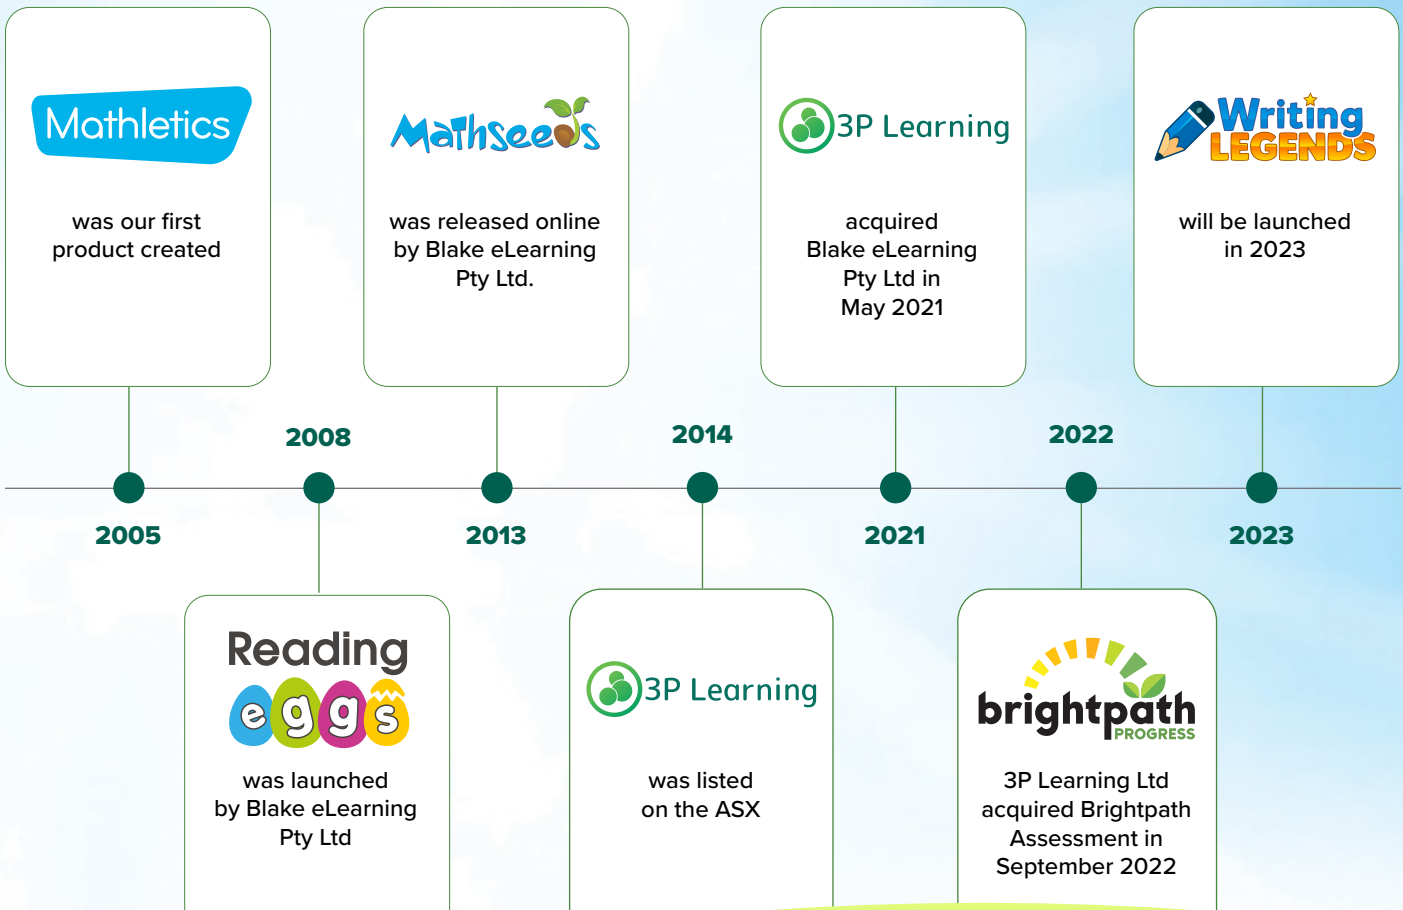 Mathletics
was our first
product created
Mathseeds
was released online
by Blake eLearning
Pty Ltd.
3P Learning
acquired
Blake eLearning
Pty Ltd in
May 2021
Writing
LEGENDS
will be launched
in 2023
2008
2014
2022
2005
2013
2021
2023
Reading
eggs
was launched
by Blake eLearning
Pty Ltd
3P Learning
was listed
on the ASX
brightpath
PROGRESS
3P Learning Ltd
acquired Brightpath
Assessment in
September 2022